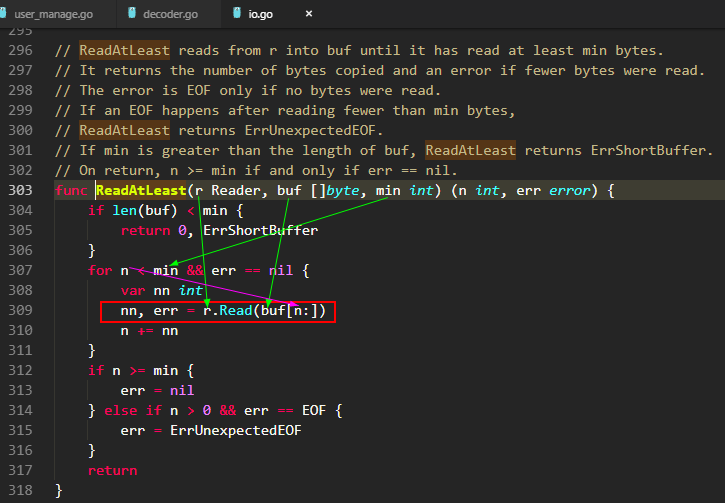 user_manage.go decoder.go io.go ×
295
296 // ReadAtLeast reads from r into buf until it has read at least min bytes.
297 // It returns the number of bytes copied and an error if fewer bytes were read.
298 // The error is EOF only if no bytes were read.
299 // If an EOF happens after reading fewer than min bytes,
300 // ReadAtLeast returns ErrUnexpectedEOF.
301 // If min is greater than the length of buf, ReadAtLeast returns ErrShortBuffer.
302 // On return, n >= min if and only if err == nil.
303 func ReadAtLeast(r Reader, buf []byte, min int) (n int, err error) {
304 if len(buf) < min {
305 return 0, ErrShortBuffer
306 }
307 for n < min && err == nil {
308 var nn int
309 nn, err = r.Read(buf[n:])
310 n += nn
311 }
312 if n >= min {
313 err = nil
314 } else if n > 0 && err == EOF {
315 err = ErrUnexpectedEOF
316 }
317 return
318 }